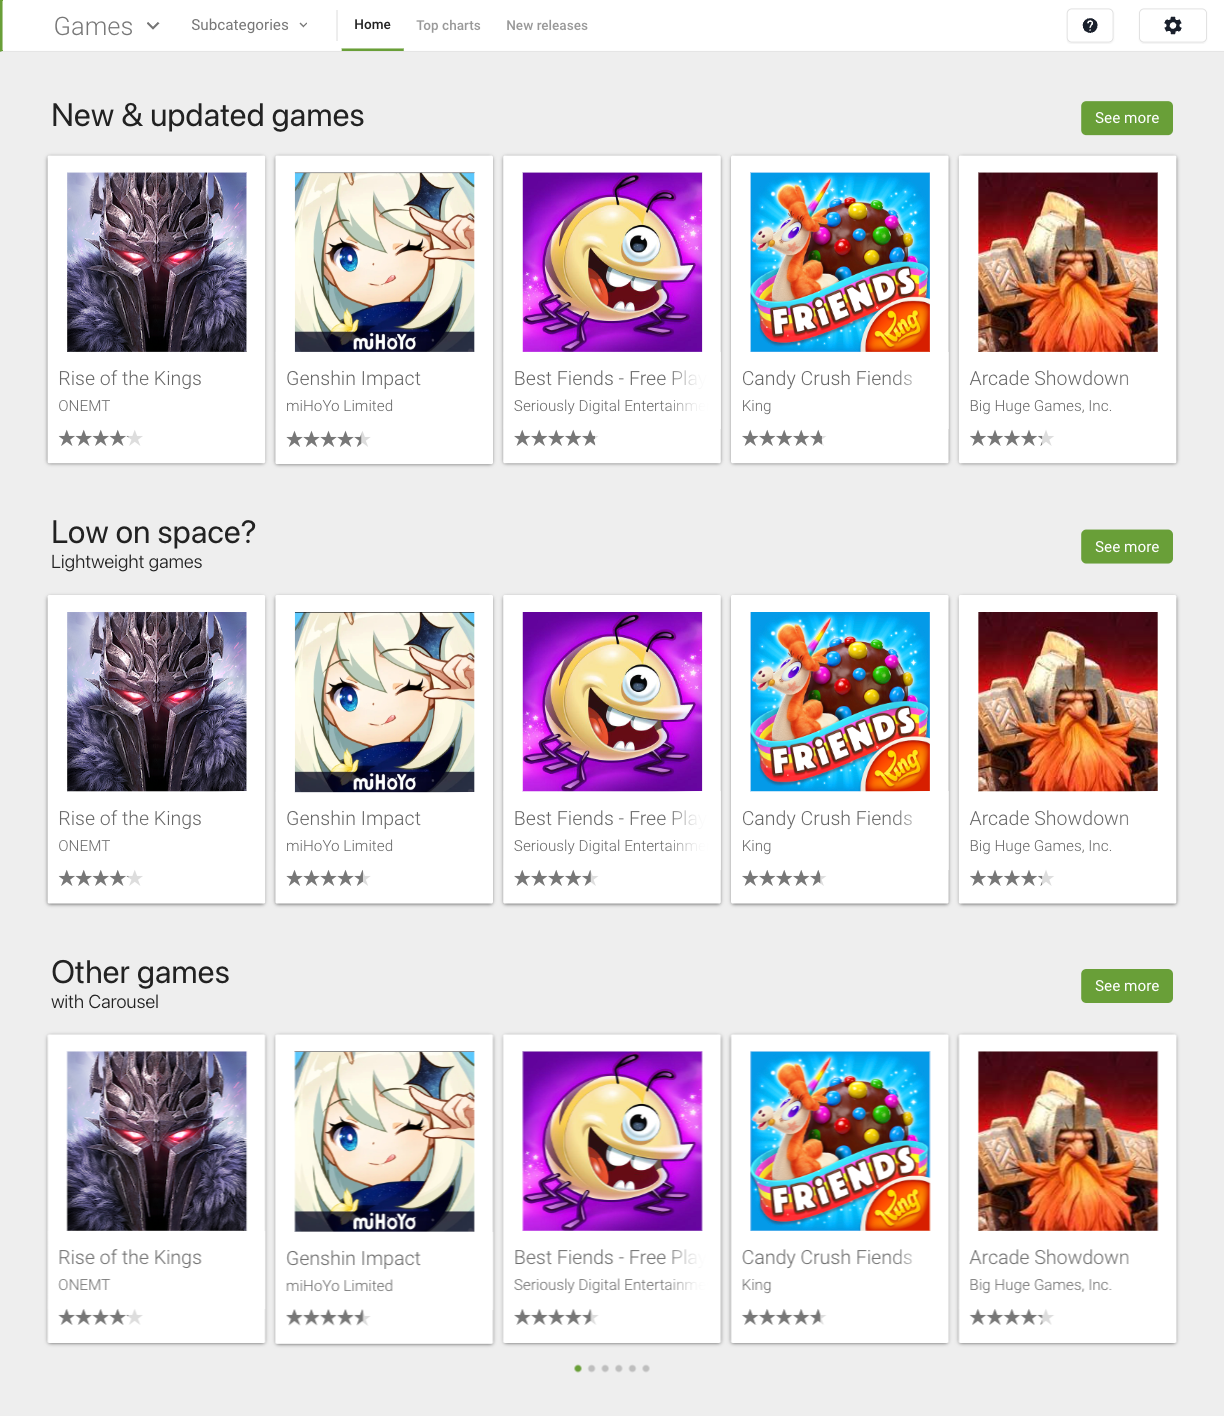 Games
Subcategories
Home
Top charts
New releases
New & updated games
See more
FRiENDS
King
miHoYo
Rise of the Kings
Genshin Impact
Best Fiends - Free Pla
Candy Crush Fiends
Arcade Showdown
ONEMT
miHoYo Limited
Seriously Digital Entertainm
King
Big Huge Games, Inc.
Low on space?
Lightweight games
See more
FRiENDS
King
miHoYo
Rise of the Kings
Genshin Impact
Best Fiends - Free Pla
Candy Crush Fiends
Arcade Showdown
ONEMT
miHoYo Limited
Seriously Digital Entertainm
King
Big Huge Games, Inc.
Other games
with Carousel
See more
FRiENDS
King
miHoYo
Rise of the Kings
Genshin Impact
Best Fiends - Free Pla
Candy Crush Fiends
Arcade Showdown
ONEMT
miHoYo Limited
Seriously Digital Entertainm
King
Big Huge Games, Inc.